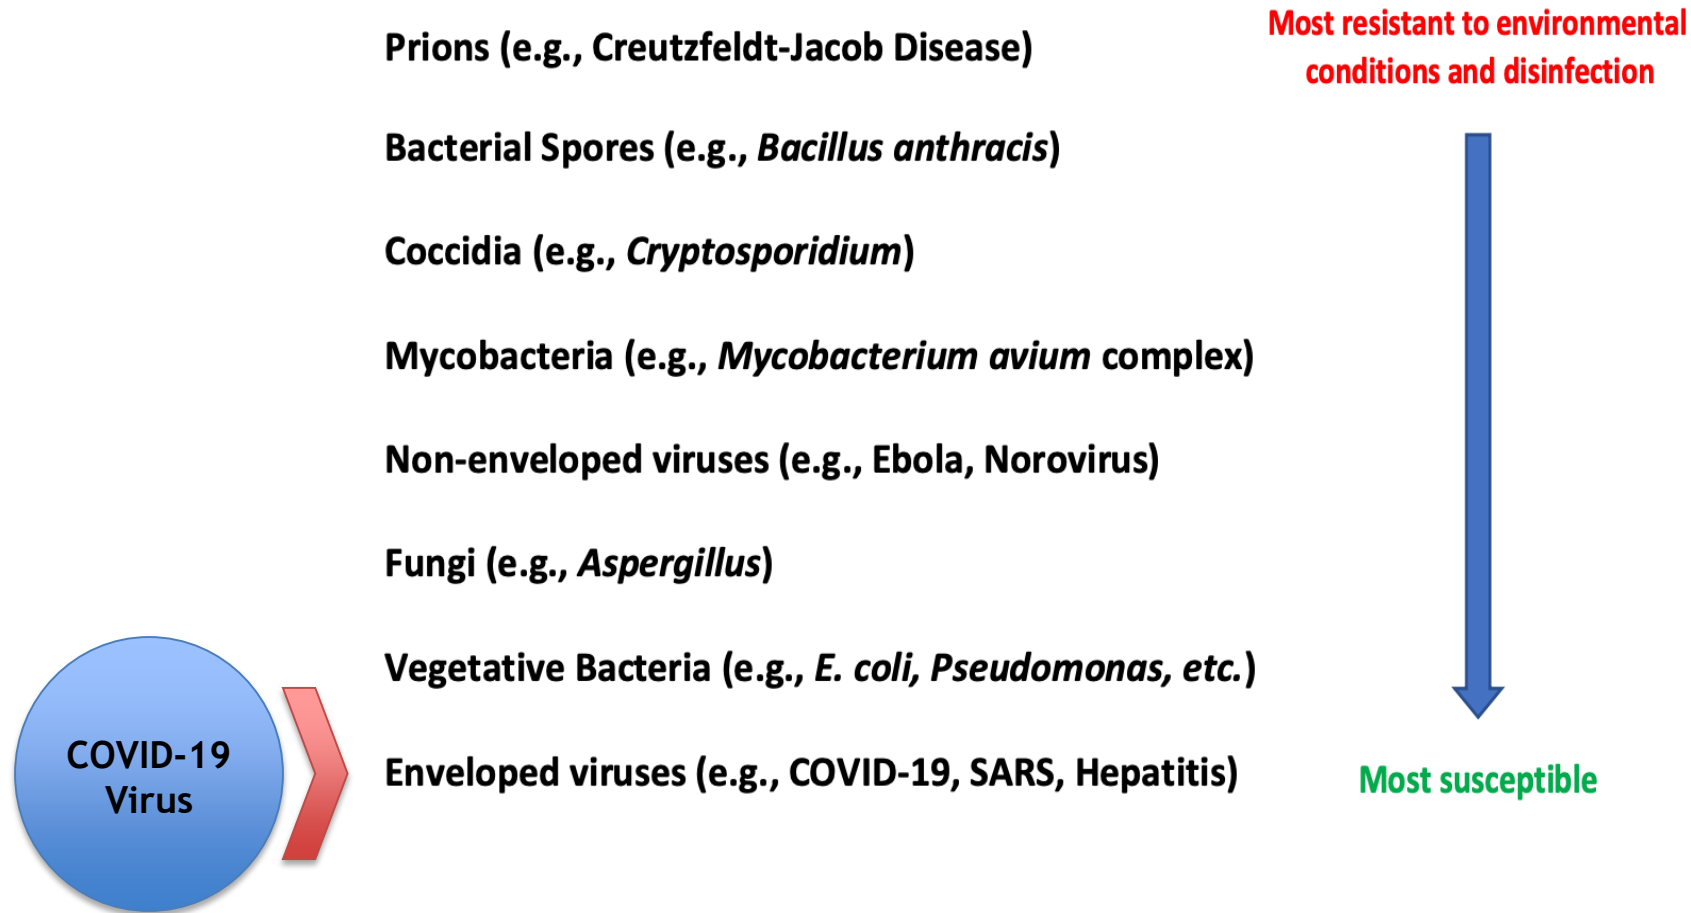 Prions (e.g., Creutzfeldt-Jacob Disease)
Most resistant to environmental
conditions and disinfection
Bacterial Spores (e.g., Bacillus anthracis)
Coccidia (e.g., Cryptosporidium)
Mycobacteria (e.g., Mycobacterium avium complex)
Non-enveloped viruses (e.g., Ebola, Norovirus)
Fungi (e.g., Aspergillus)
Vegetative Bacteria (e.g., E. coli, Pseudomonas, etc.)
COVID-19
Virus
Enveloped viruses (e.g., COVID-19, SARS, Hepatitis)
Most susceptible